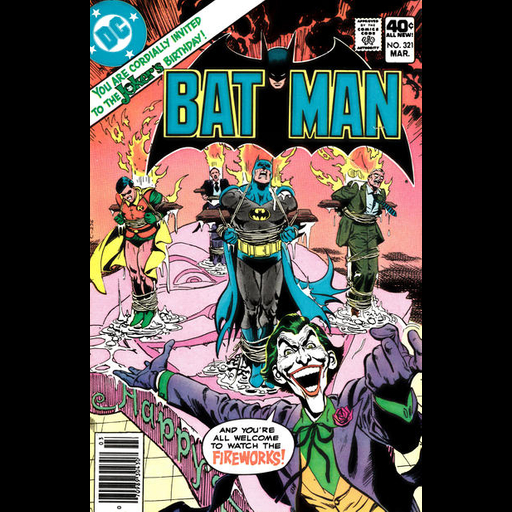 DC
YOU ARE CORDIALLY INVITED
TO THE JOKER'S BIRTHDAY!
APPROVED
BY THE
COMICS
CODE
AUTHORITY
40¢
ALL NEW!
NO. 321
MAR.
BATMAN
Happy
AND YOU'RE
ALL WELCOME
TO WATCH THE
FIREWORKS!
03